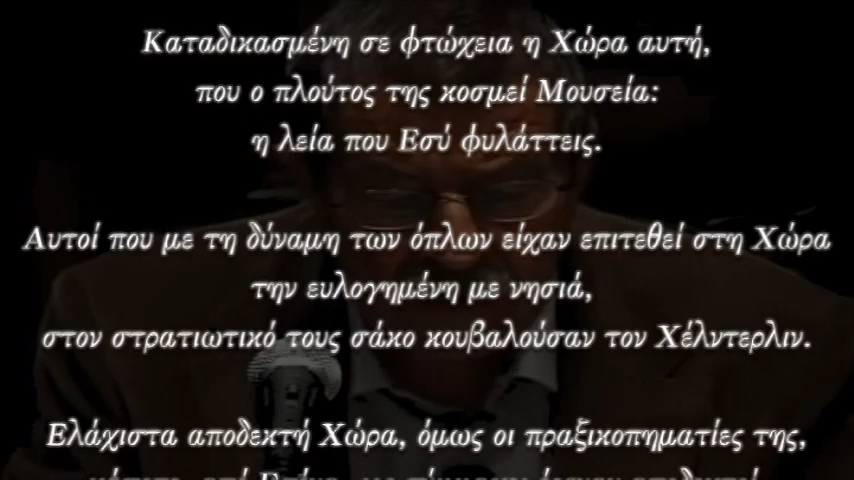 Καταδικασμένη σε φτώχεια η Χώρα αυτή,
που ο πλούτος της κοσμεί Μουσεία:
η λεία που Εσύ φυλάττεις.
Αυτοί που με τη δύναμη των όπλων είχαν επιτεθεί στη Χώρα
την ευλογημένη με νησιά,
στον στρατιωτικό τους σάκο κουβαλούσαν τον Χέλντερλιν.
Ελάχιστα αποδεκτή Χώρα, όμως οι πραξικοπηματίες της,